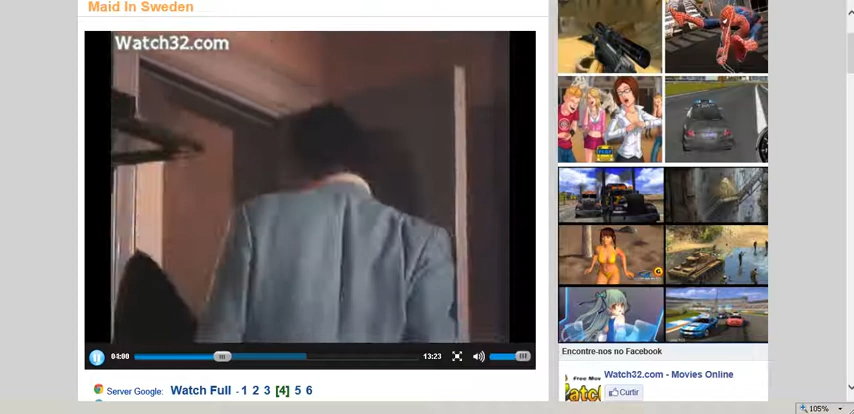 Maid In Sweden
Watch32.com
04:00
13:23
Server Google: Watch Full - 1 2 3 [4] 5 6
Encontre-nos no Facebook
Watch32.com - Movies Online
Curtir
105%